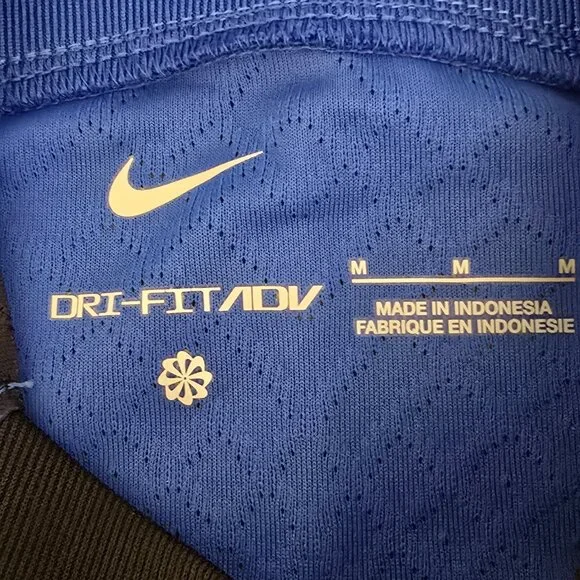 DRI-FIT ADV
M M M
MADE IN INDONESIA
FABRIQUE EN INDONESIE